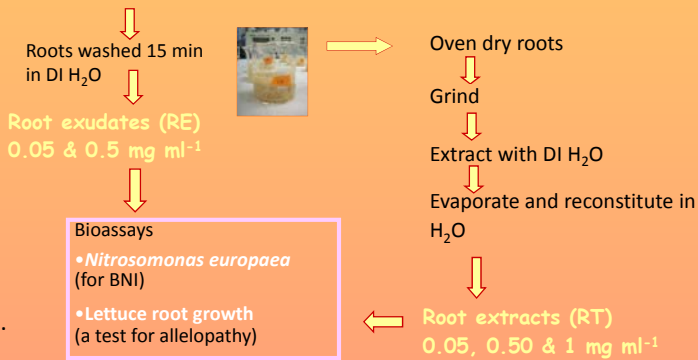 Roots washed 15 min
in DI H₂O
Root exudates (RE)
0.05 & 0.5 mg ml⁻¹
Bioassays
•Nitrosomonas europaea
(for BNI)
•Lettuce root growth
(a test for allelopathy)
.
Oven dry roots
Grind
Extract with DI H₂O
Evaporate and reconstitute in
H₂O
Root extracts (RT)
0.05, 0.50 & 1 mg ml⁻¹